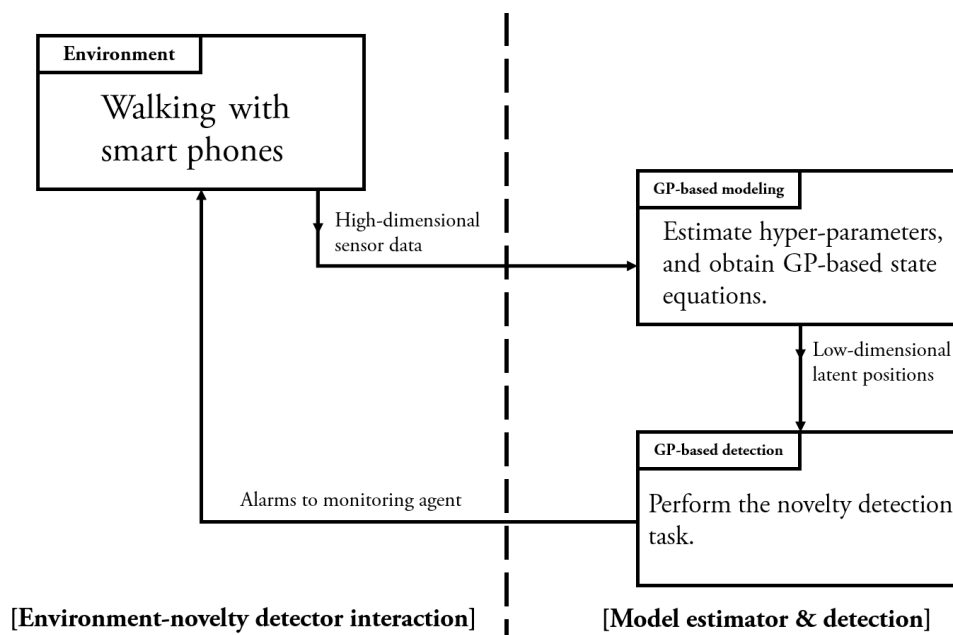 Environment
Walking with
smart phones
High-dimensional
sensor data
GP-based modeling
Estimate hyper-parameters,
and obtain GP-based state
equations.
Low-dimensional
latent positions
GP-based detection
Perform the novelty detection
task.
Alarms to monitoring agent
[Environment-novelty detector interaction]
[Model estimator & detection]